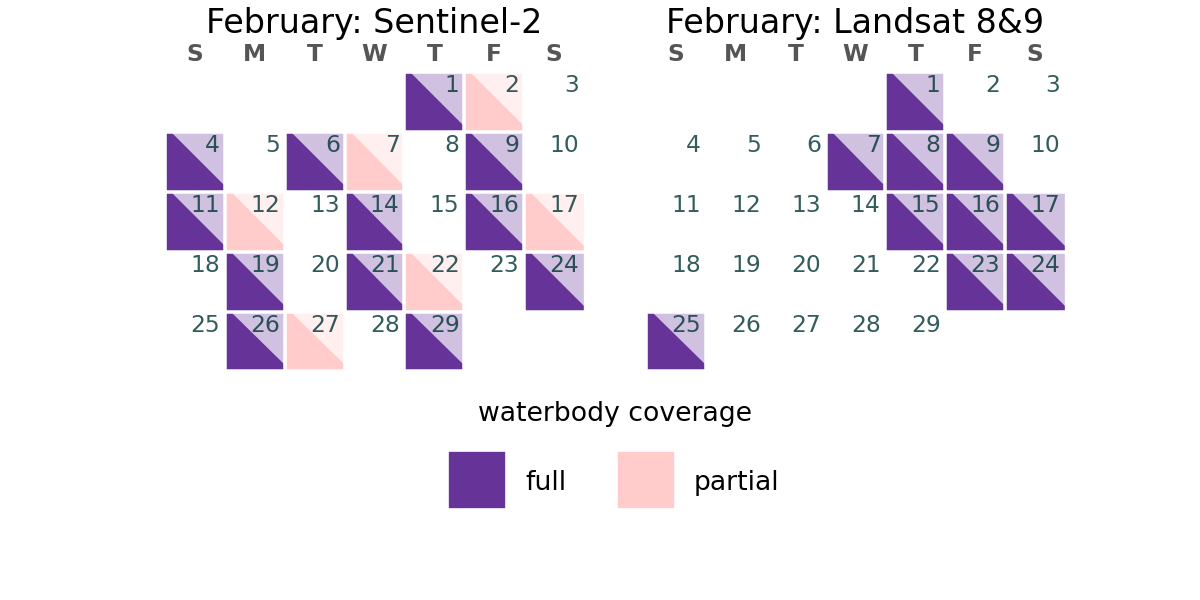 February: Sentinel-2
S M T W T F S
1 2 3
4 5 6 7 8 9 10
11 12 13 14 15 16 17
18 19 20 21 22 23 24
25 26 27 28 29
February: Landsat 8&9
S M T W T F S
1 2 3
4 5 6 7 8 9 10
11 12 13 14 15 16 17
18 19 20 21 22 23 24
25 26 27 28 29
waterbody coverage
full partial